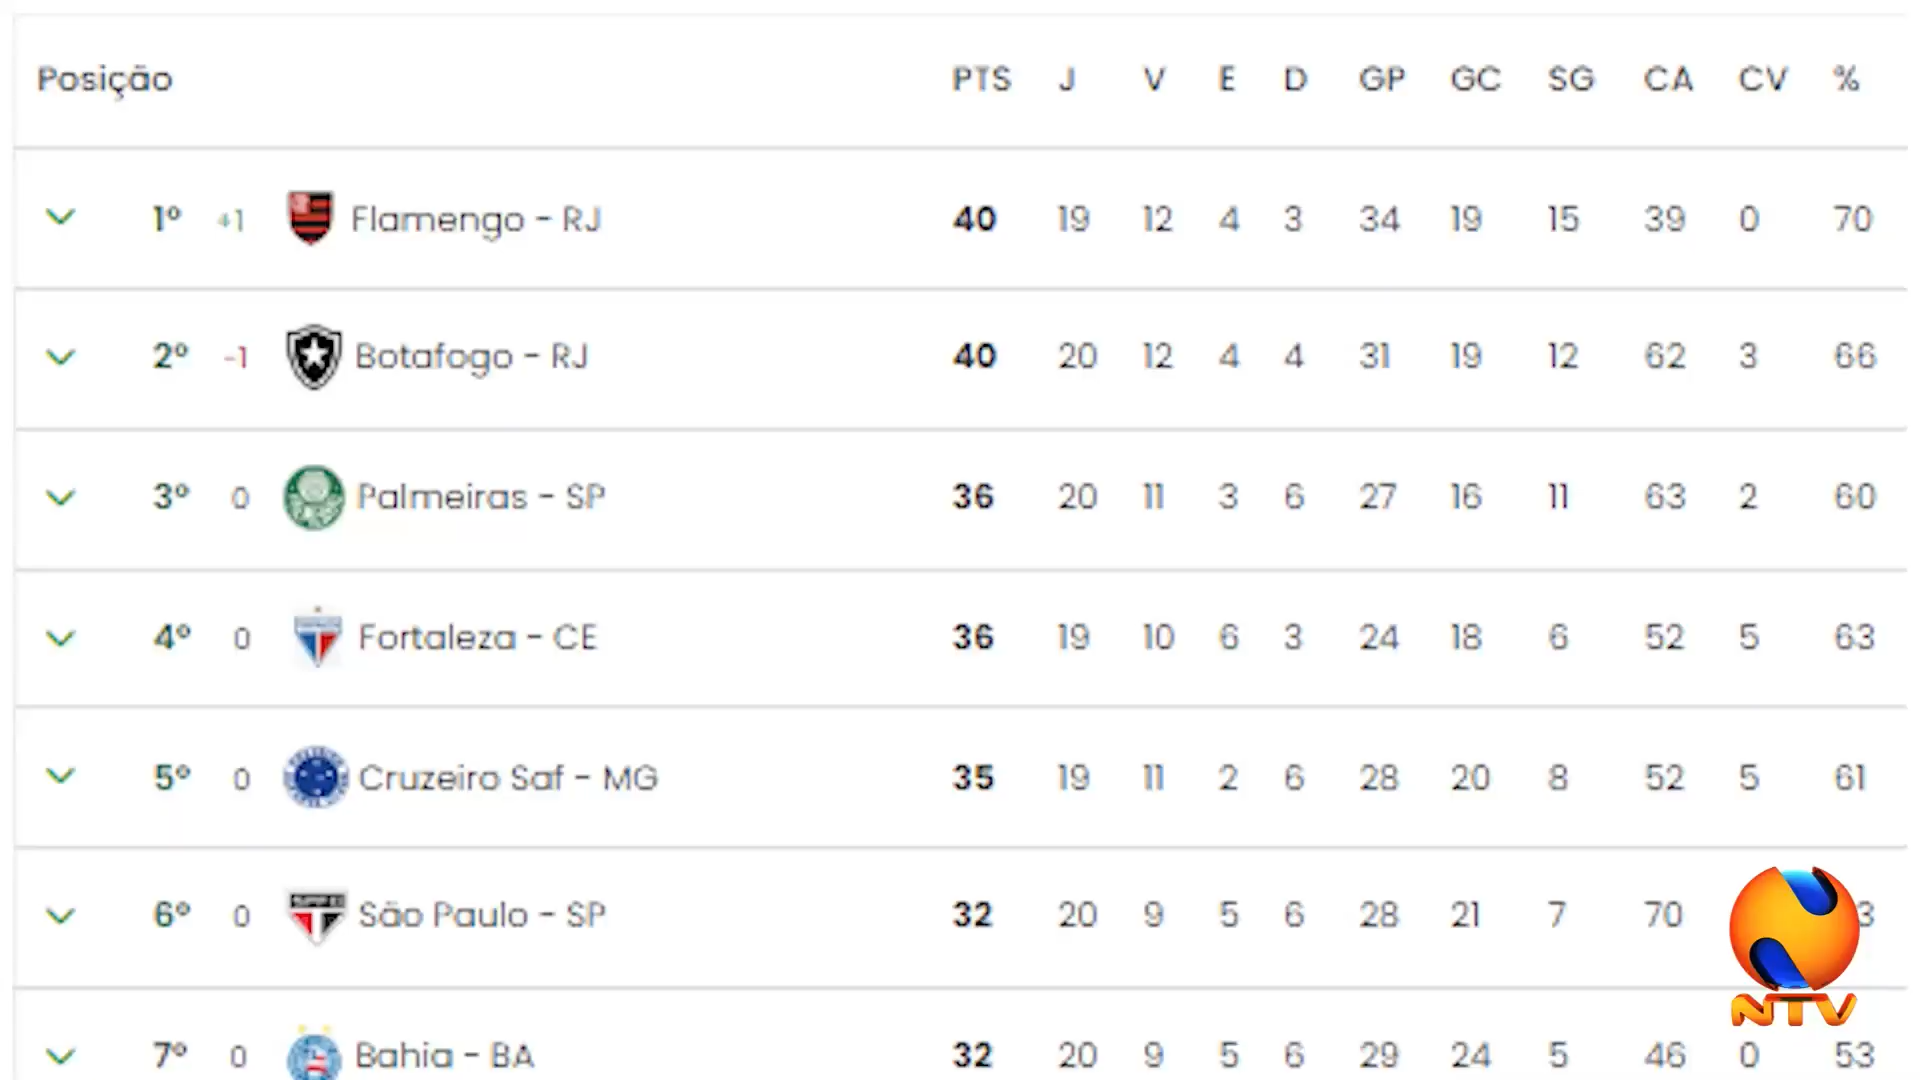 Posição PTS J V E D GP GC SG CA CV %
1º +1 Flamengo - RJ 40 19 12 4 3 34 19 15 39 0 70
2º -1 Botafogo - RJ 40 20 12 4 4 31 19 12 62 3 66
3º 0 Palmeiras - SP 36 20 11 3 6 27 16 11 63 2 60
4º 0 Fortaleza - CE 36 19 10 6 3 24 18 6 52 5 63
5º 0 Cruzeiro Saf - MG 35 19 11 2 6 28 20 8 52 5 61
6º 0 São Paulo - SP 32 20 9 5 6 28 21 7 70
NTV
7º 0 Bahia - BA 32 20 9 5 6 29 24 5 46 0 53